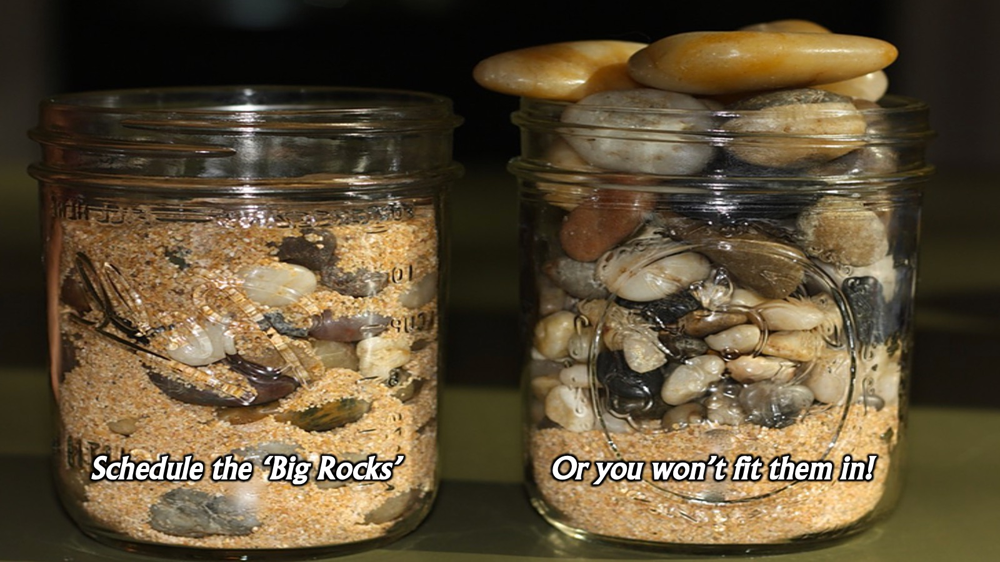 Schedule the ‘Big Rocks’
Or you won’t fit them in!